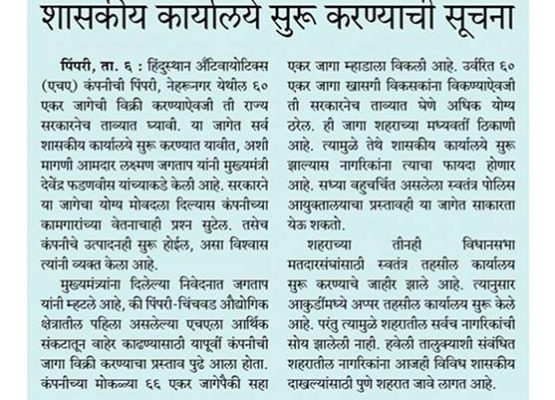 शासकीय कार्यालये सुरू करण्याची सूचना
पिंपरी, ता. ६ : हिंदुस्थान अँटिबायोटिक्स
(एचए) कंपनीची पिंपरी, नेहरूनगर येथील ६०
एकर जागेची विक्री करण्याऐवजी ती राज्य
सरकारनेच ताब्यात घ्यावी. या जागेत सर्व
शासकीय कार्यालये सुरू करण्यात यावीत, अशी
मागणी आमदार लक्ष्मण जगताप यांनी मुख्यमंत्री
देवेंद्र फडणवीस यांच्याकडे केली आहे. सरकारने
या जागेचा योग्य मोबदला दिल्यास कंपनीच्या
कामगारांच्या वेतनाचाही प्रश्न सुटेल. तसेच
कंपनीचे उत्पादनही सुरू होईल, असा विश्वास
त्यांनी व्यक्त केला आहे.
मुख्यमंत्र्यांना दिलेल्या निवेदनात जगताप
यांनी म्हटले आहे, की पिंपरी-चिंचवड औद्योगिक
क्षेत्रातील पहिला असलेल्या एचएला आर्थिक
संकटातून बाहेर काढण्यासाठी यापूर्वी कंपनीची
जागा विक्री करण्याचा प्रस्ताव पुढे आला होता.
कंपनीच्या मोकळ्या ६६ एकर जागेपैकी सहा
एकर जागा म्हाडाला विकली आहे. उर्वरित ६०
एकर जागा खासगी विकसकांना विकण्याऐवजी
ती सरकारनेच ताब्यात घेणे अधिक योग्य
ठरेल. ही जागा शहराच्या मध्यवर्ती ठिकाणी
आहे. त्यामुळे तेथे शासकीय कार्यालये सुरू
झाल्यास नागरिकांना त्याचा फायदा होणार
आहे. सध्या बहुचर्चित असलेला स्वतंत्र पोलिस
आयुक्तालयाचा प्रस्तावही या जागेत साकारता
येऊ शकतो.
शहराच्या तीनही विधानसभा
मतदारसंघांसाठी स्वतंत्र तहसील कार्यालय
सुरू करण्याचे जाहीर झाले आहे. त्यानुसार
आकुर्डीमध्ये अप्पर तहसील कार्यालय सुरू केले
आहे. परंतु त्यामुळे शहरातील सर्वच नागरिकांची
सोय झालेली नाही. हवेली तालुक्याशी संबंधित
शहरातील नागरिकांना आजही विविध शासकीय
दाखल्यांसाठी पुणे शहरात जावे लागत आहे.